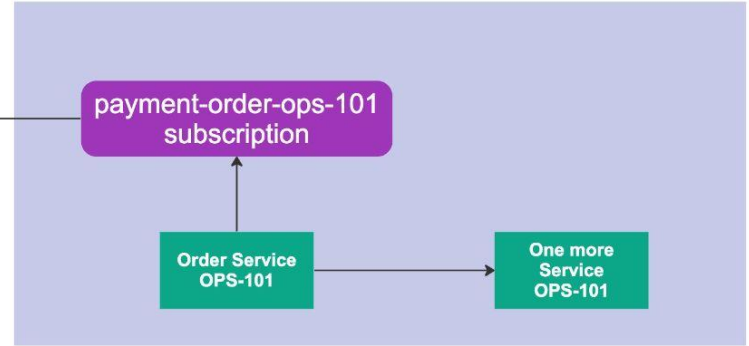 payment-order-ops-101
subscription
Order Service
OPS-101
One more
Service
OPS-101